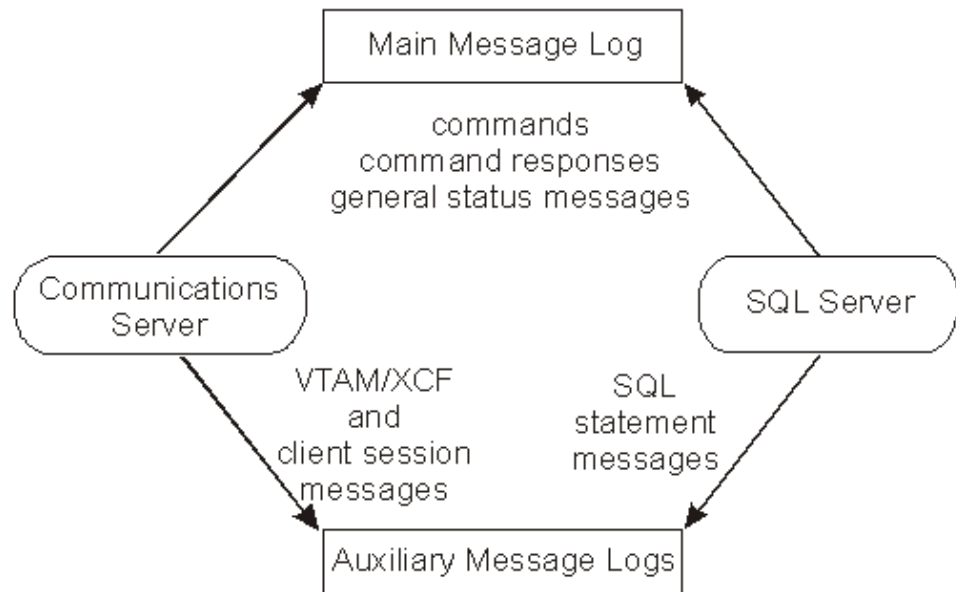 Main Message Log
commands
command responses
general status messages
Communications
Server
SQL Server
VTAM/XCF
and
client session
messages
SQL
statement
messages
Auxiliary Message Logs